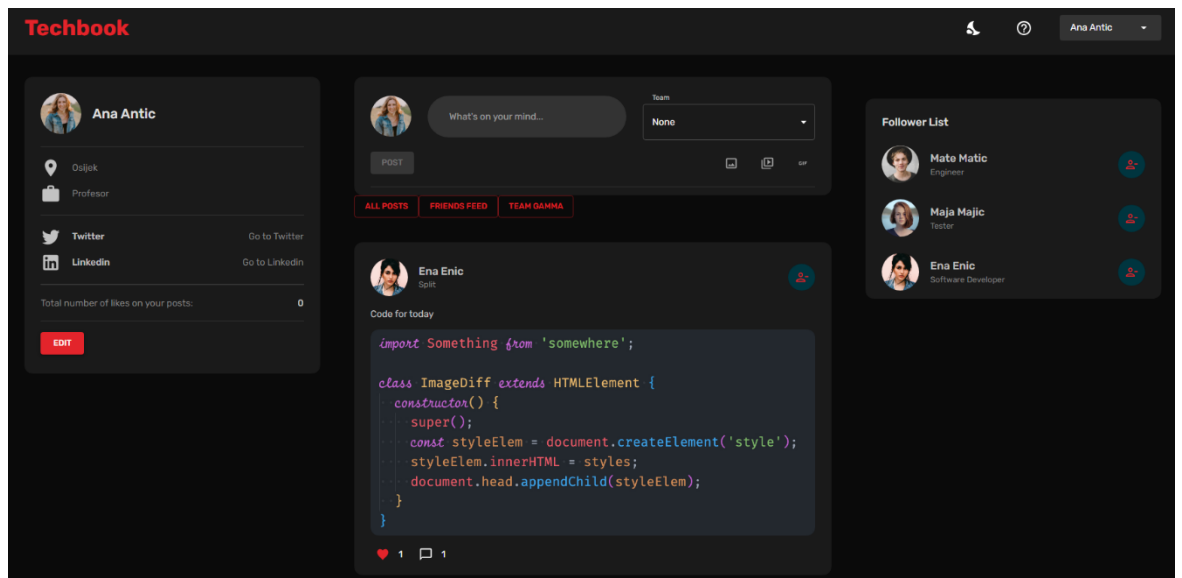 Techbook
Ana Antic
Ana Antic
Osijek
Profesor
Twitter Go to Twitter
Linkedin Go to Linkedin
Total number of likes on your posts: 0
EDIT
What's on your mind...
Team
None
POST
GIF
ALL POSTS FRIENDS FEED TEAM GAMMA
Ena Enic
Split
Code for today
import Something from 'somewhere';
class ImageDiff extends HTMLElement {
constructor() {
super();
const styleElem = document.createElement('style');
styleElem.innerHTML = styles;
document.head.appendChild(styleElem);
}
}
1 1
Follower List
Mate Matic
Engineer
Maja Majic
Tester
Ena Enic
Software Developer